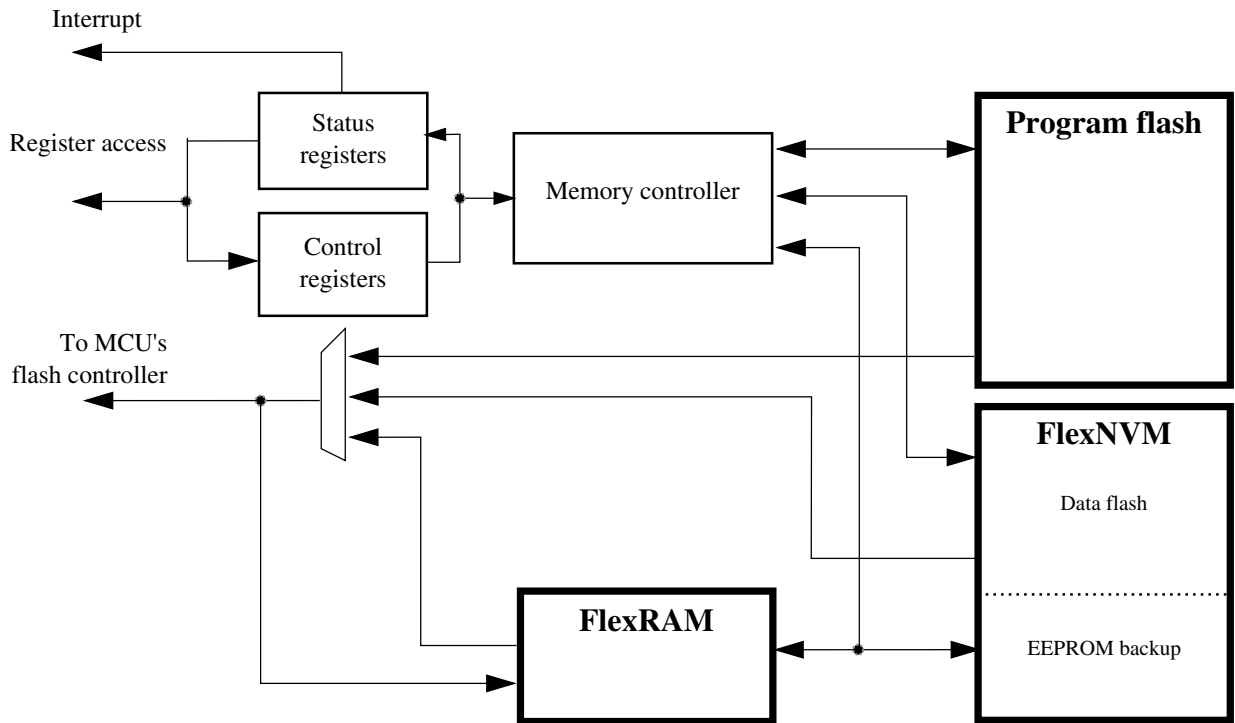 Interrupt
Status
registers
Program flash
Register access
Memory controller
Control
registers
To MCU's
flash controller
FlexNVM
Data flash
FlexRAM
EEPROM backup